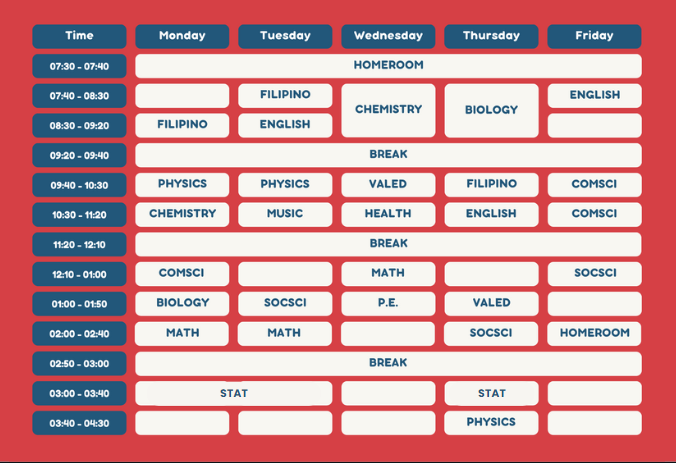 Time Monday Tuesday Wednesday Thursday Friday
07:30 - 07:40 HOMEROOM
07:40 - 08:30 FILIPINO CHEMISTRY BIOLOGY ENGLISH
08:30 - 09:20 FILIPINO ENGLISH
09:20 - 09:40 BREAK
09:40 - 10:30 PHYSICS PHYSICS VALED FILIPINO COMSCI
10:30 - 11:20 CHEMISTRY MUSIC HEALTH ENGLISH COMSCI
11:20 - 12:10 BREAK
12:10 - 01:00 COMSCI MATH SOCSCI
01:00 - 01:50 BIOLOGY SOCSCI P.E. VALED
02:00 - 02:40 MATH MATH SOCSCI HOMEROOM
02:50 - 03:00 BREAK
03:00 - 03:40 STAT STAT
03:40 - 04:30 PHYSICS